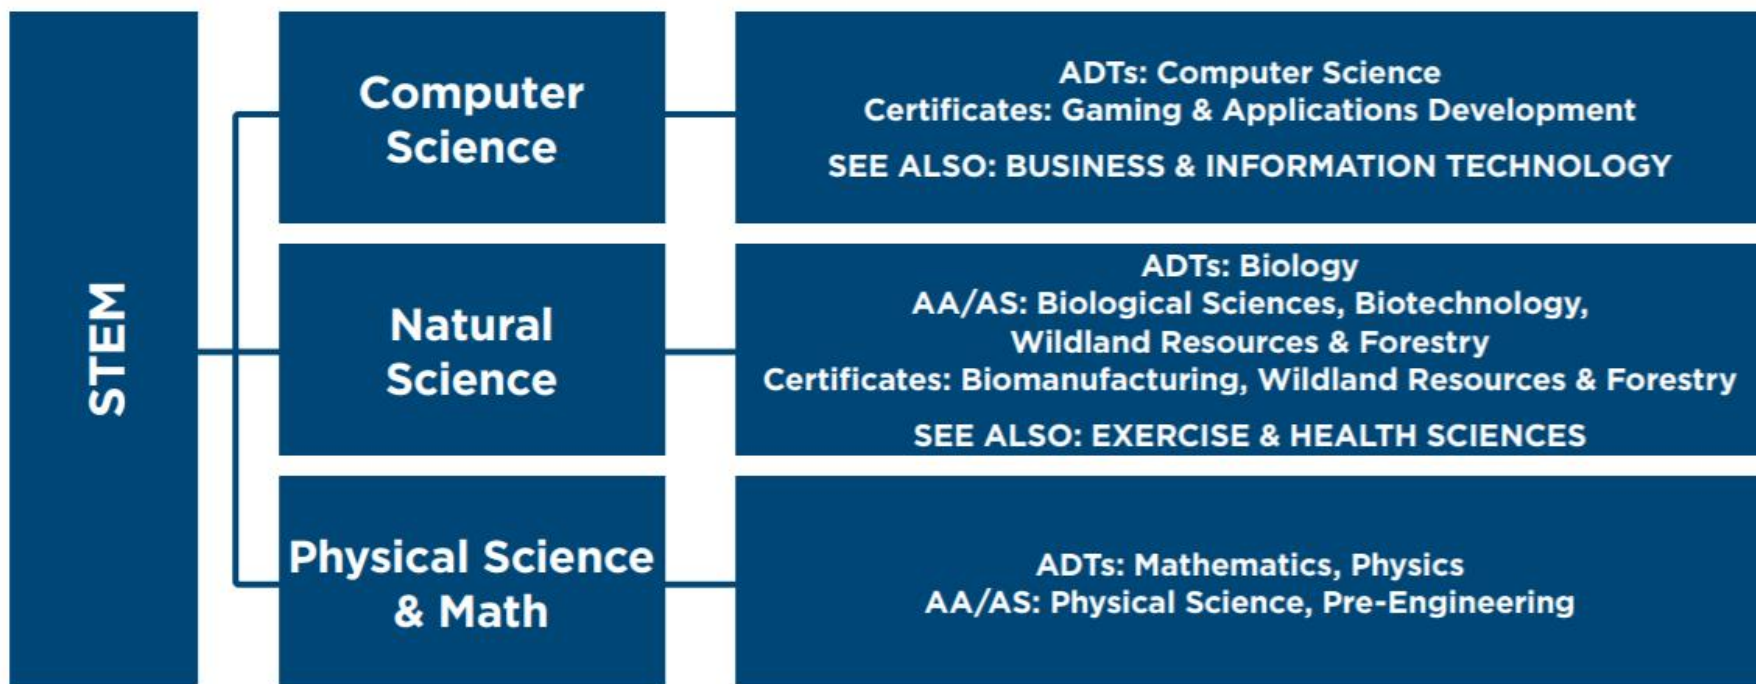 STEM
Computer
Science
ADTs: Computer Science
Certificates: Gaming & Applications Development
SEE ALSO: BUSINESS & INFORMATION TECHNOLOGY
Natural
Science
ADTs: Biology
AA/AS: Biological Sciences, Biotechnology,
Wildland Resources & Forestry
Certificates: Biomanufacturing, Wildland Resources & Forestry
SEE ALSO: EXERCISE & HEALTH SCIENCES
Physical Science
& Math
ADTs: Mathematics, Physics
AA/AS: Physical Science, Pre-Engineering